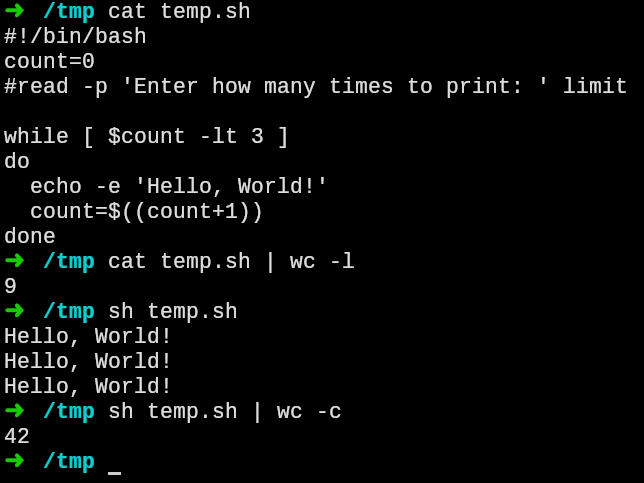 ➜ /tmp cat temp.sh
#!/bin/bash
count=0
#read -p 'Enter how many times to print: ' limit

while [ $count -lt 3 ]
do
  echo -e 'Hello, World!'
  count=$((count+1))
done
➜ /tmp cat temp.sh | wc -l
9
➜ /tmp sh temp.sh
Hello, World!
Hello, World!
Hello, World!
➜ /tmp sh temp.sh | wc -c
42
➜ /tmp _